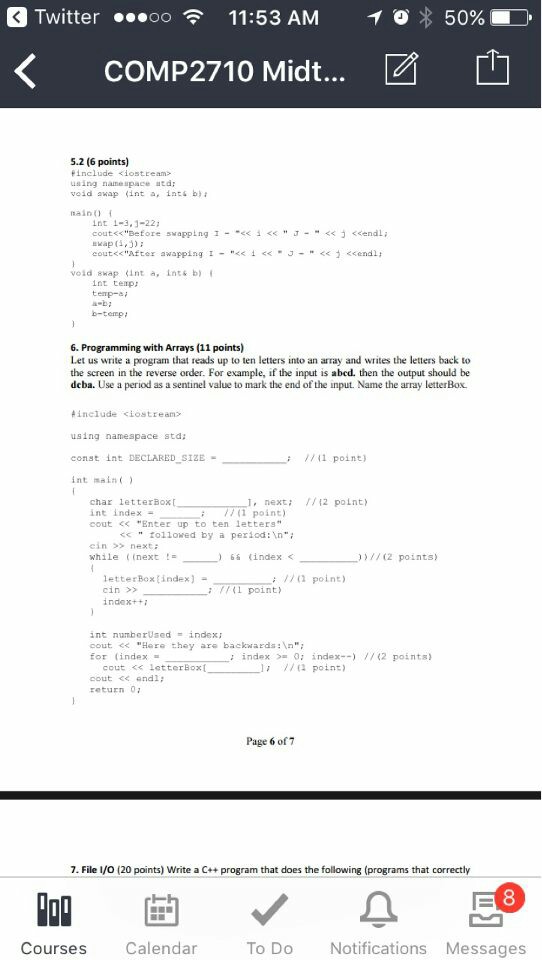 Twitter 11:53 AM 50%
COMP2710 Midt...
5.2 (6 points)
#include <iostream>
using namespace std;
void swap (int a, int& b);
main() {
int i=3,j=22;
cout<<"Before swapping I = "<< i << " J = " << j <<endl;
swap(i,j);
cout<<"After swapping I = "<< i << " J = " << j <<endl;
}
void swap (int a, int& b) {
int temp;
temp=a;
a=b;
b=temp;
}
6. Programming with Arrays (11 points)
Let us write a program that reads up to ten letters into an array and writes the letters back to
the screen in the reverse order. For example, if the input is abcd. then the output should be
dcba. Use a period as a sentinel value to mark the end of the input. Name the array letterBox.
#include <iostream>
using namespace std;
const int DECLARED_SIZE = __________; //(1 point)
int main( )
{
char letterBox[___________], next; //(2 point)
int index = ______; //(1 point)
cout << "Enter up to ten letters"
<< " followed by a period:\n";
cin >> next;
while ((next != _____) && (index < __________))//(2 points)
{
letterBox[index] = _________; //(1 point)
cin >> __________; //(1 point)
index++;
}
int numberUsed = index;
cout << "Here they are backwards:\n";
for (index = __________; index >= 0; index--) //(2 points)
cout << letterBox[________]; //(1 point)
cout << endl;
return 0;
}
Page 6 of 7
7. File I/O (20 points) Write a C++ program that does the following (programs that correctly
8
Courses Calendar To Do Notifications Messages